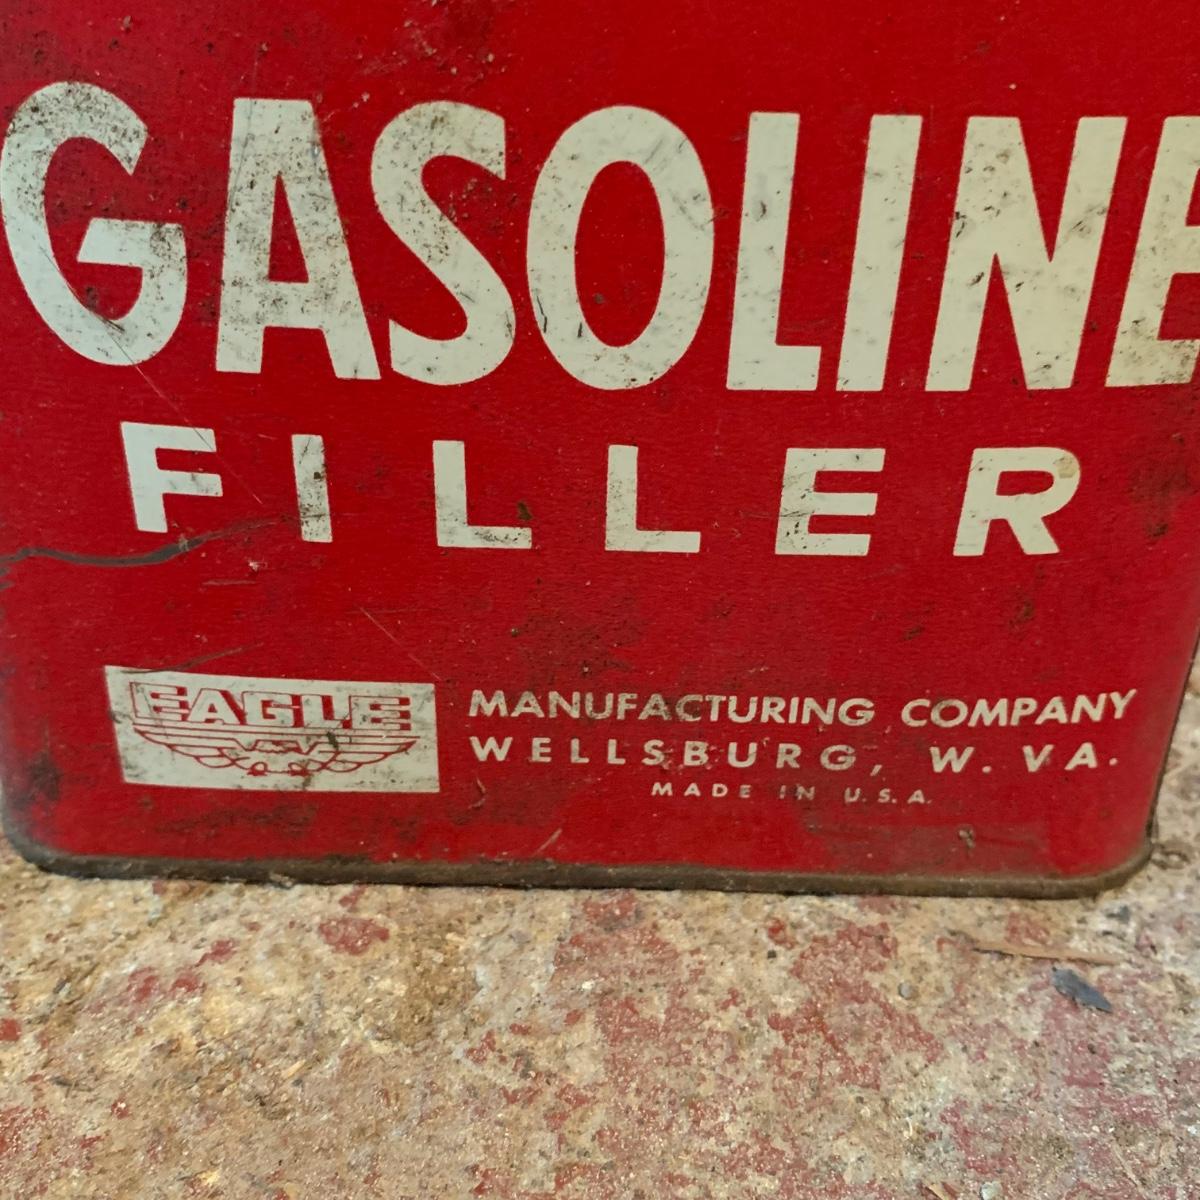 GASOLINE
FILLER
EAGLE
MANUFACTURING COMPANY
WELLSBURG, W. VA.
MADE IN U.S.A.